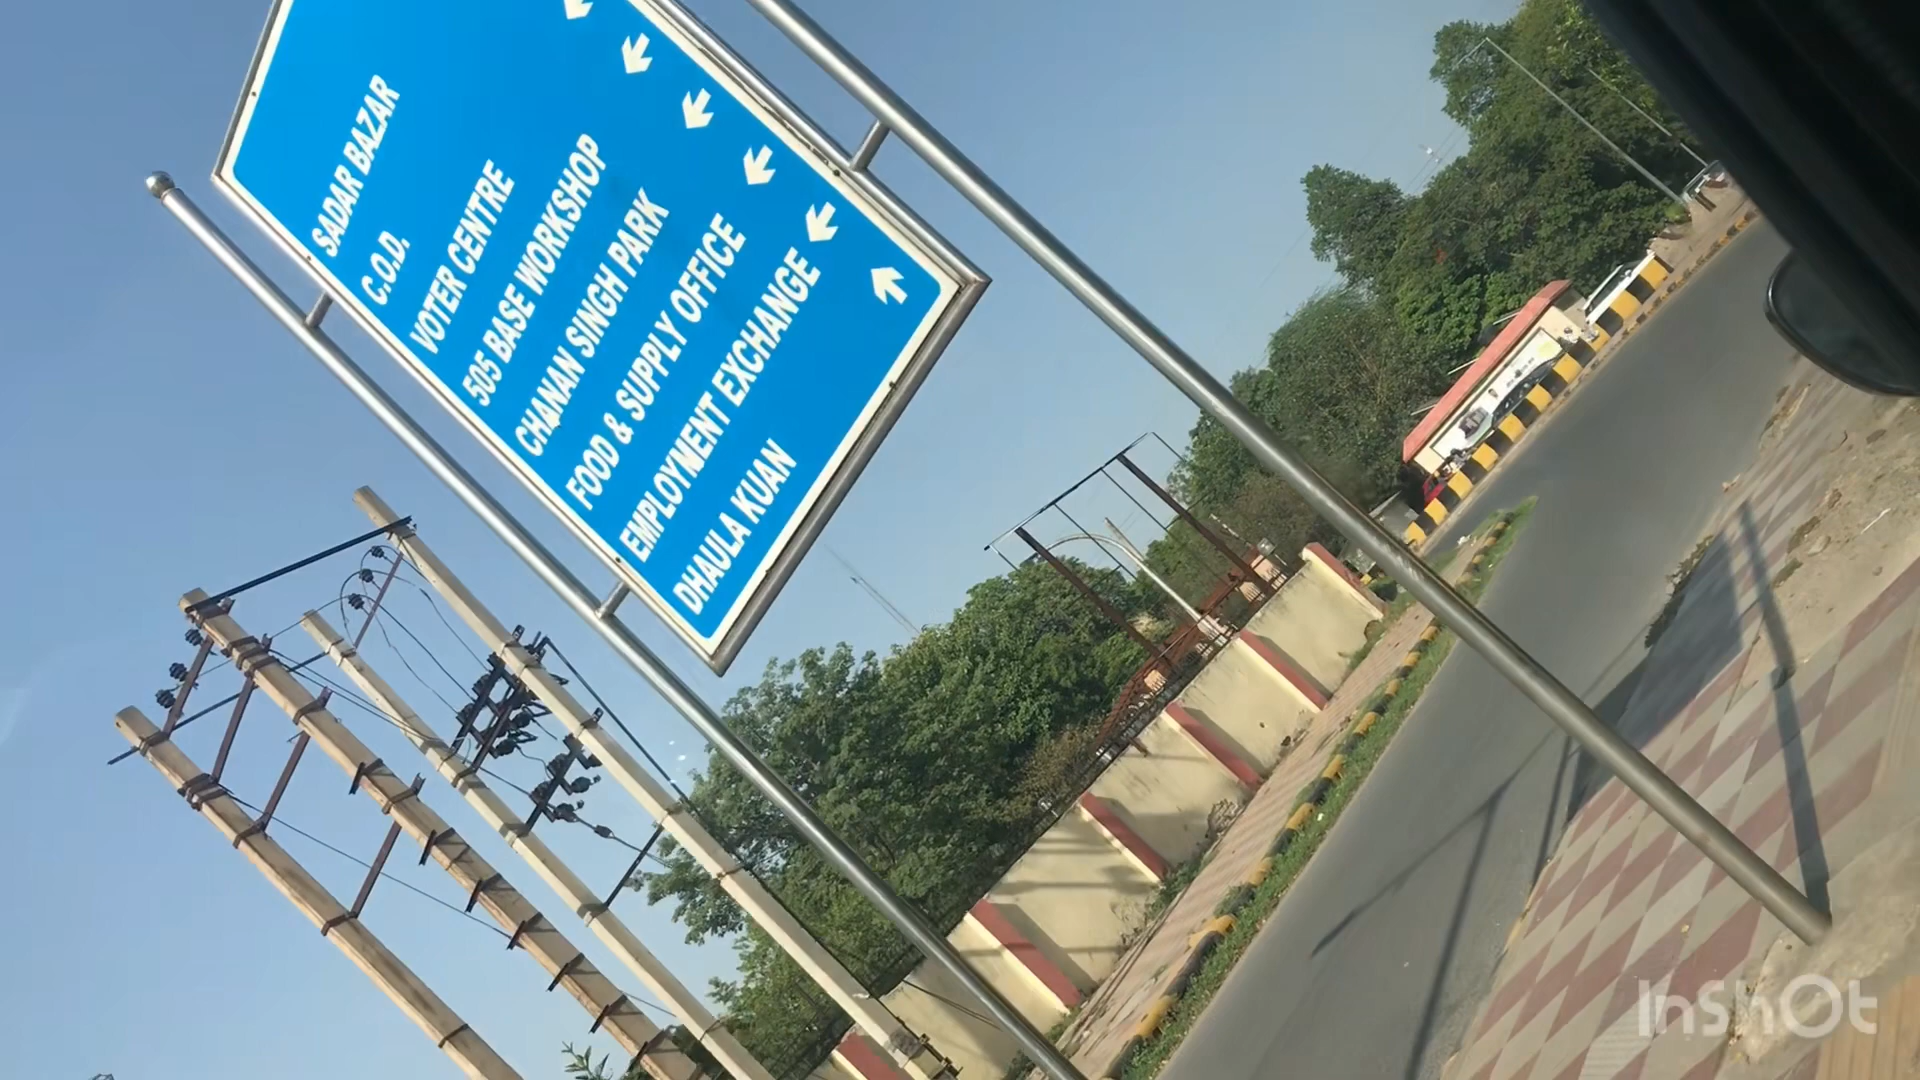 SADAR BAZAR
C.O.D.
VOTER CENTRE
505 BASE WORKSHOP
CHANAN SINGH PARK
FOOD & SUPPLY OFFICE
EMPLOYMENT EXCHANGE
DHAULA KUAN
InShOt